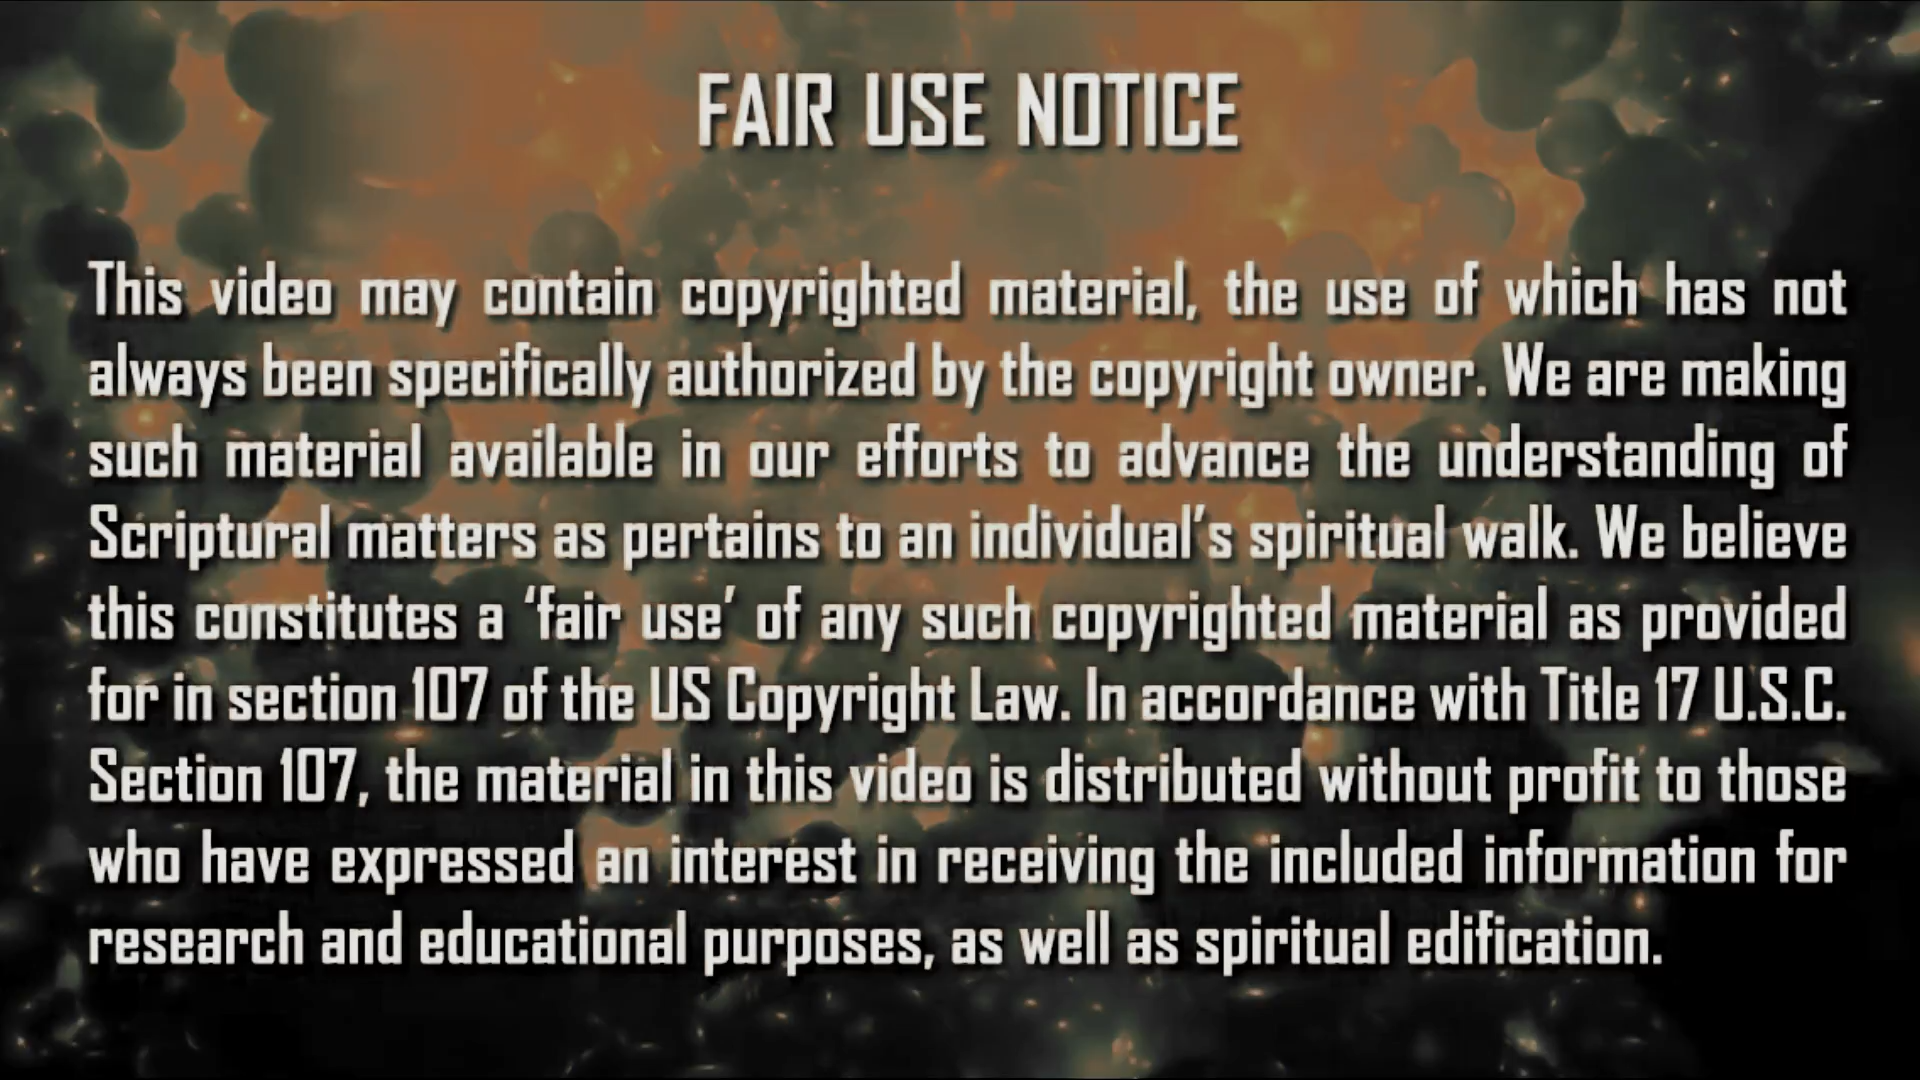 FAIR USE NOTICE
This video may contain copyrighted material, the use of which has not
always been specifically authorized by the copyright owner. We are making
such material available in our efforts to advance the understanding of
Scriptural matters as pertains to an individual’s spiritual walk. We believe
this constitutes a ‘fair use’ of any such copyrighted material as provided
for in section 107 of the US Copyright Law. In accordance with Title 17 U.S.C.
Section 107, the material in this video is distributed without profit to those
who have expressed an interest in receiving the included information for
research and educational purposes, as well as spiritual edification.